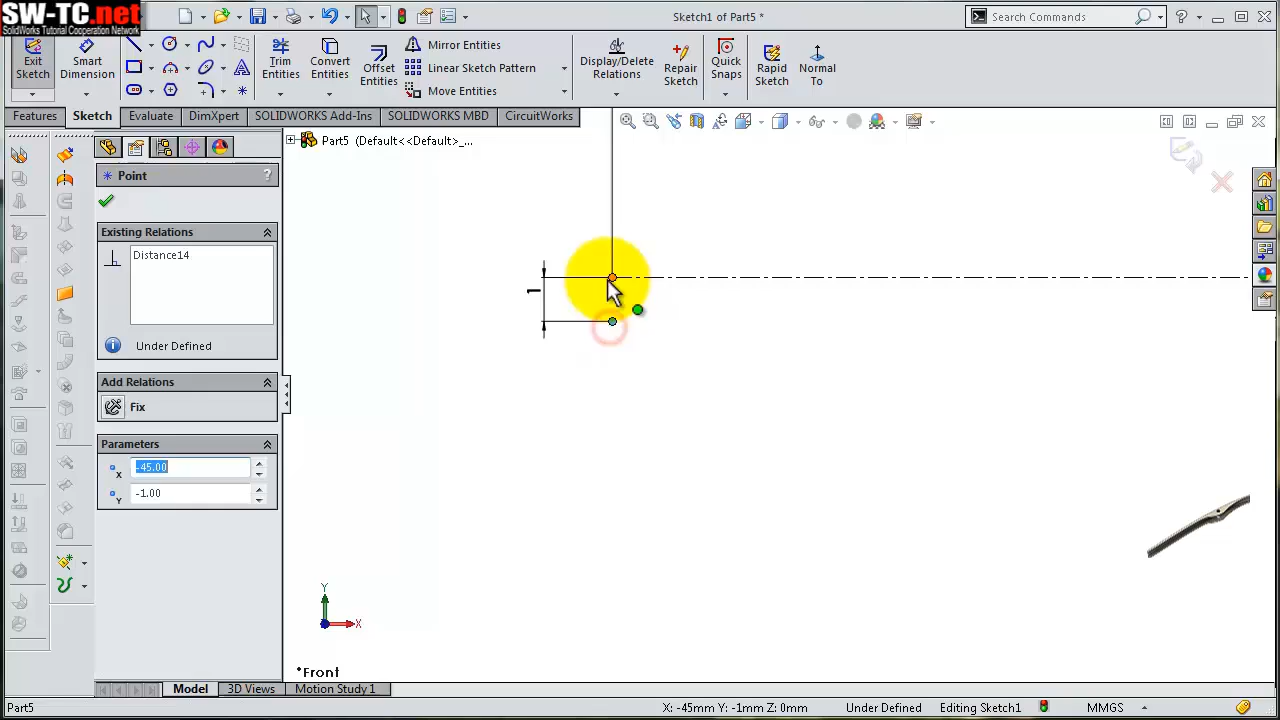 SW-TC.net
SolidWorks Tutorial Cooperation Network
Sketch1 of Part5 *
Search Commands
Exit Sketch
Smart Dimension
Trim Entities
Convert Entities
Offset Entities
Mirror Entities
Linear Sketch Pattern
Move Entities
Display/Delete Relations
Repair Sketch
Quick Snaps
Rapid Sketch
Normal To
Features
Sketch
Evaluate
DimXpert
SOLIDWORKS Add-Ins
SOLIDWORKS MBD
CircuitWorks
Part5 (Default<<Default>_...
Point
?
Existing Relations
Distance14
Under Defined
Add Relations
Fix
Parameters
X -45.00
Y -1.00
1
Y
X
*Front
Model
3D Views
Motion Study 1
Part5
X: -45mm Y: -1mm Z: 0mm
Under Defined
Editing Sketch1
MMGS